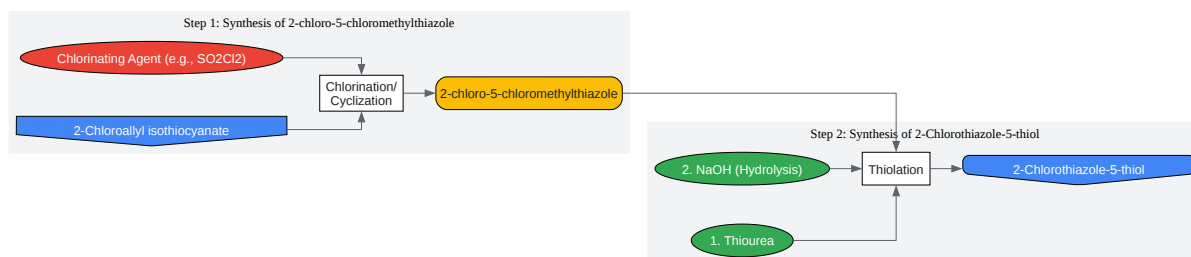 Step 1: Synthesis of 2-chloro-5-chloromethylthiazole
Chlorinating Agent (e.g., SO2Cl2)
Chlorination/
Cyclization
2-chloro-5-chloromethylthiazole
2-Chloroallyl isothiocyanate
Step 2: Synthesis of 2-Chlorothiazole-5-thiol
2. NaOH (Hydrolysis)
Thiolation
2-Chlorothiazole-5-thiol
1. Thiourea